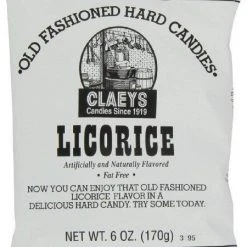 • OLD FASHIONED HARD CANDIES •
CLAEYS
Candies Since 1919
LICORICE
Artificially and Naturally Flavored
• Fat Free •
NOW YOU CAN ENJOY THAT OLD FASHIONED
LICORICE FLAVOR IN A
DELICIOUS HARD CANDY. TRY SOME TODAY.
NET WT. 6 OZ. (170g) 3 95